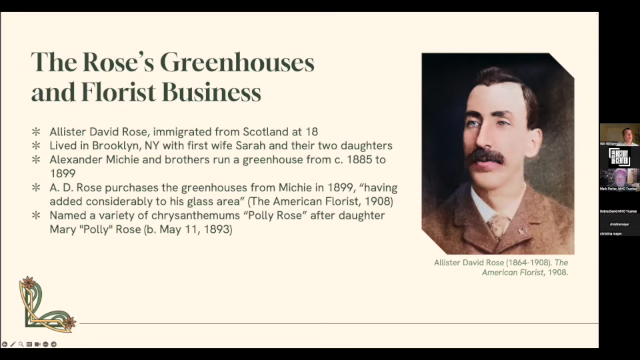 The Rose's Greenhouses
and Florist Business
Allister David Rose, immigrated from Scotland at 18
Lived in Brooklyn, NY with first wife Sarah and their two daughters
Alexander Michie and brothers run a greenhouse from c. 1885 to
1899
A. D. Rose purchases the greenhouses from Michie in 1899, “having
added considerably to his glass area” (The American Florist, 1908)
Named a variety of chrysanthemums “Polly Rose” after daughter
Mary "Polly" Rose (b. May 11, 1893)
Allister David Rose (1864-1908). The
American Florist, 1908.